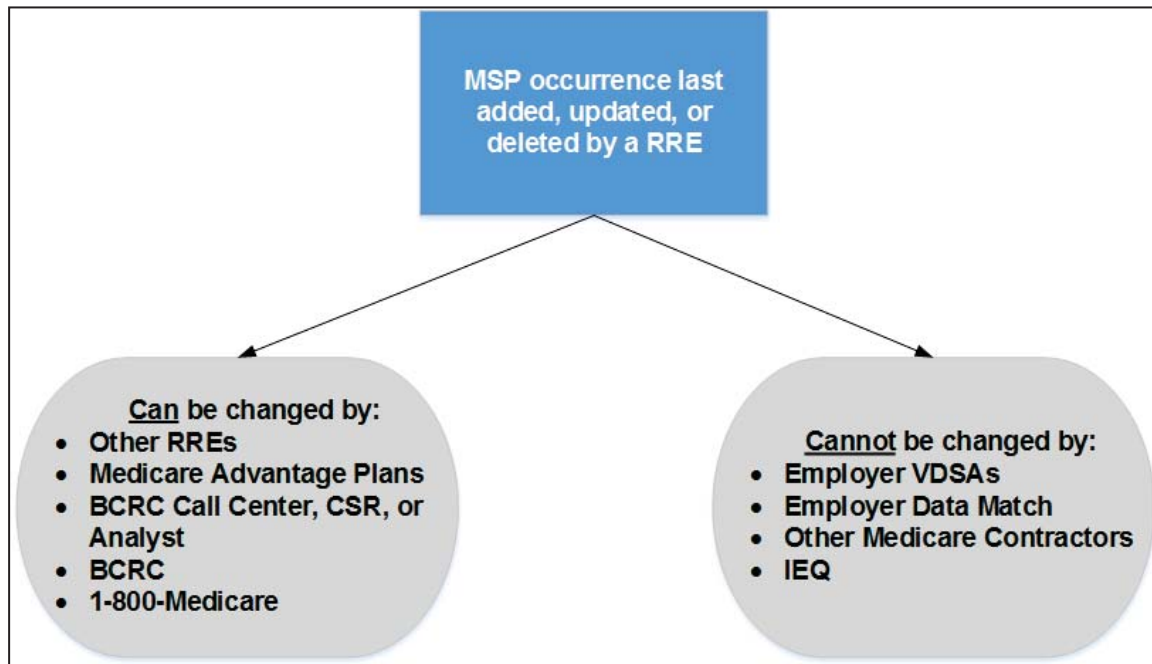 MSP occurrence last
added, updated, or
deleted by a RRE
Can be changed by:
• Other RREs
• Medicare Advantage Plans
• BCRC Call Center, CSR, or
Analyst
• BCRC
• 1-800-Medicare
Cannot be changed by:
• Employer VDSAs
• Employer Data Match
• Other Medicare Contractors
• IEQ